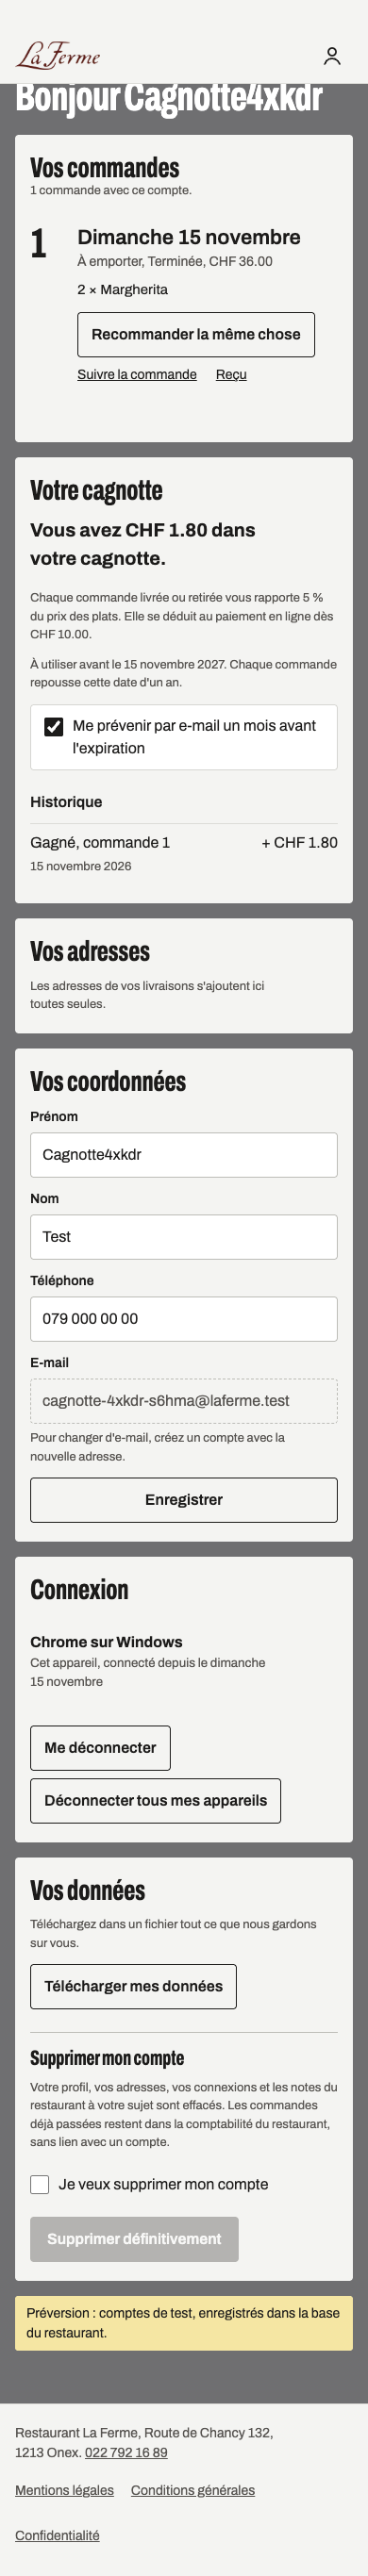 La Ferme
Bonjour Cagnotte4xkdr
Vos commandes
1 commande avec ce compte.
1
Dimanche 15 novembre
À emporter, Terminée, CHF 36.00
2 × Margherita
Recommander la même chose
Suivre la commande Reçu
Votre cagnotte
Vous avez CHF 1.80 dans
votre cagnotte.
Chaque commande livrée ou retirée vous rapporte 5 %
du prix des plats. Elle se déduit au paiement en ligne dès
CHF 10.00.
À utiliser avant le 15 novembre 2027. Chaque commande
repousse cette date d'un an.
Me prévenir par e-mail un mois avant
l'expiration
Historique
Gagné, commande 1 + CHF 1.80
15 novembre 2026
Vos adresses
Les adresses de vos livraisons s'ajoutent ici
toutes seules.
Vos coordonnées
Prénom
Cagnotte4xkdr
Nom
Test
Téléphone
079 000 00 00
E-mail
cagnotte-4xkdr-s6hma@laferme.test
Pour changer d'e-mail, créez un compte avec la
nouvelle adresse.
Enregistrer
Connexion
Chrome sur Windows
Cet appareil, connecté depuis le dimanche
15 novembre
Me déconnecter
Déconnecter tous mes appareils
Vos données
Téléchargez dans un fichier tout ce que nous gardons
sur vous.
Télécharger mes données
Supprimer mon compte
Votre profil, vos adresses, vos connexions et les notes du
restaurant à votre sujet sont effacés. Les commandes
déjà passées restent dans la comptabilité du restaurant,
sans lien avec un compte.
Je veux supprimer mon compte
Supprimer définitivement
Préversion : comptes de test, enregistrés dans la base
du restaurant.
Restaurant La Ferme, Route de Chancy 132,
1213 Onex. 022 792 16 89
Mentions légales Conditions générales
Confidentialité